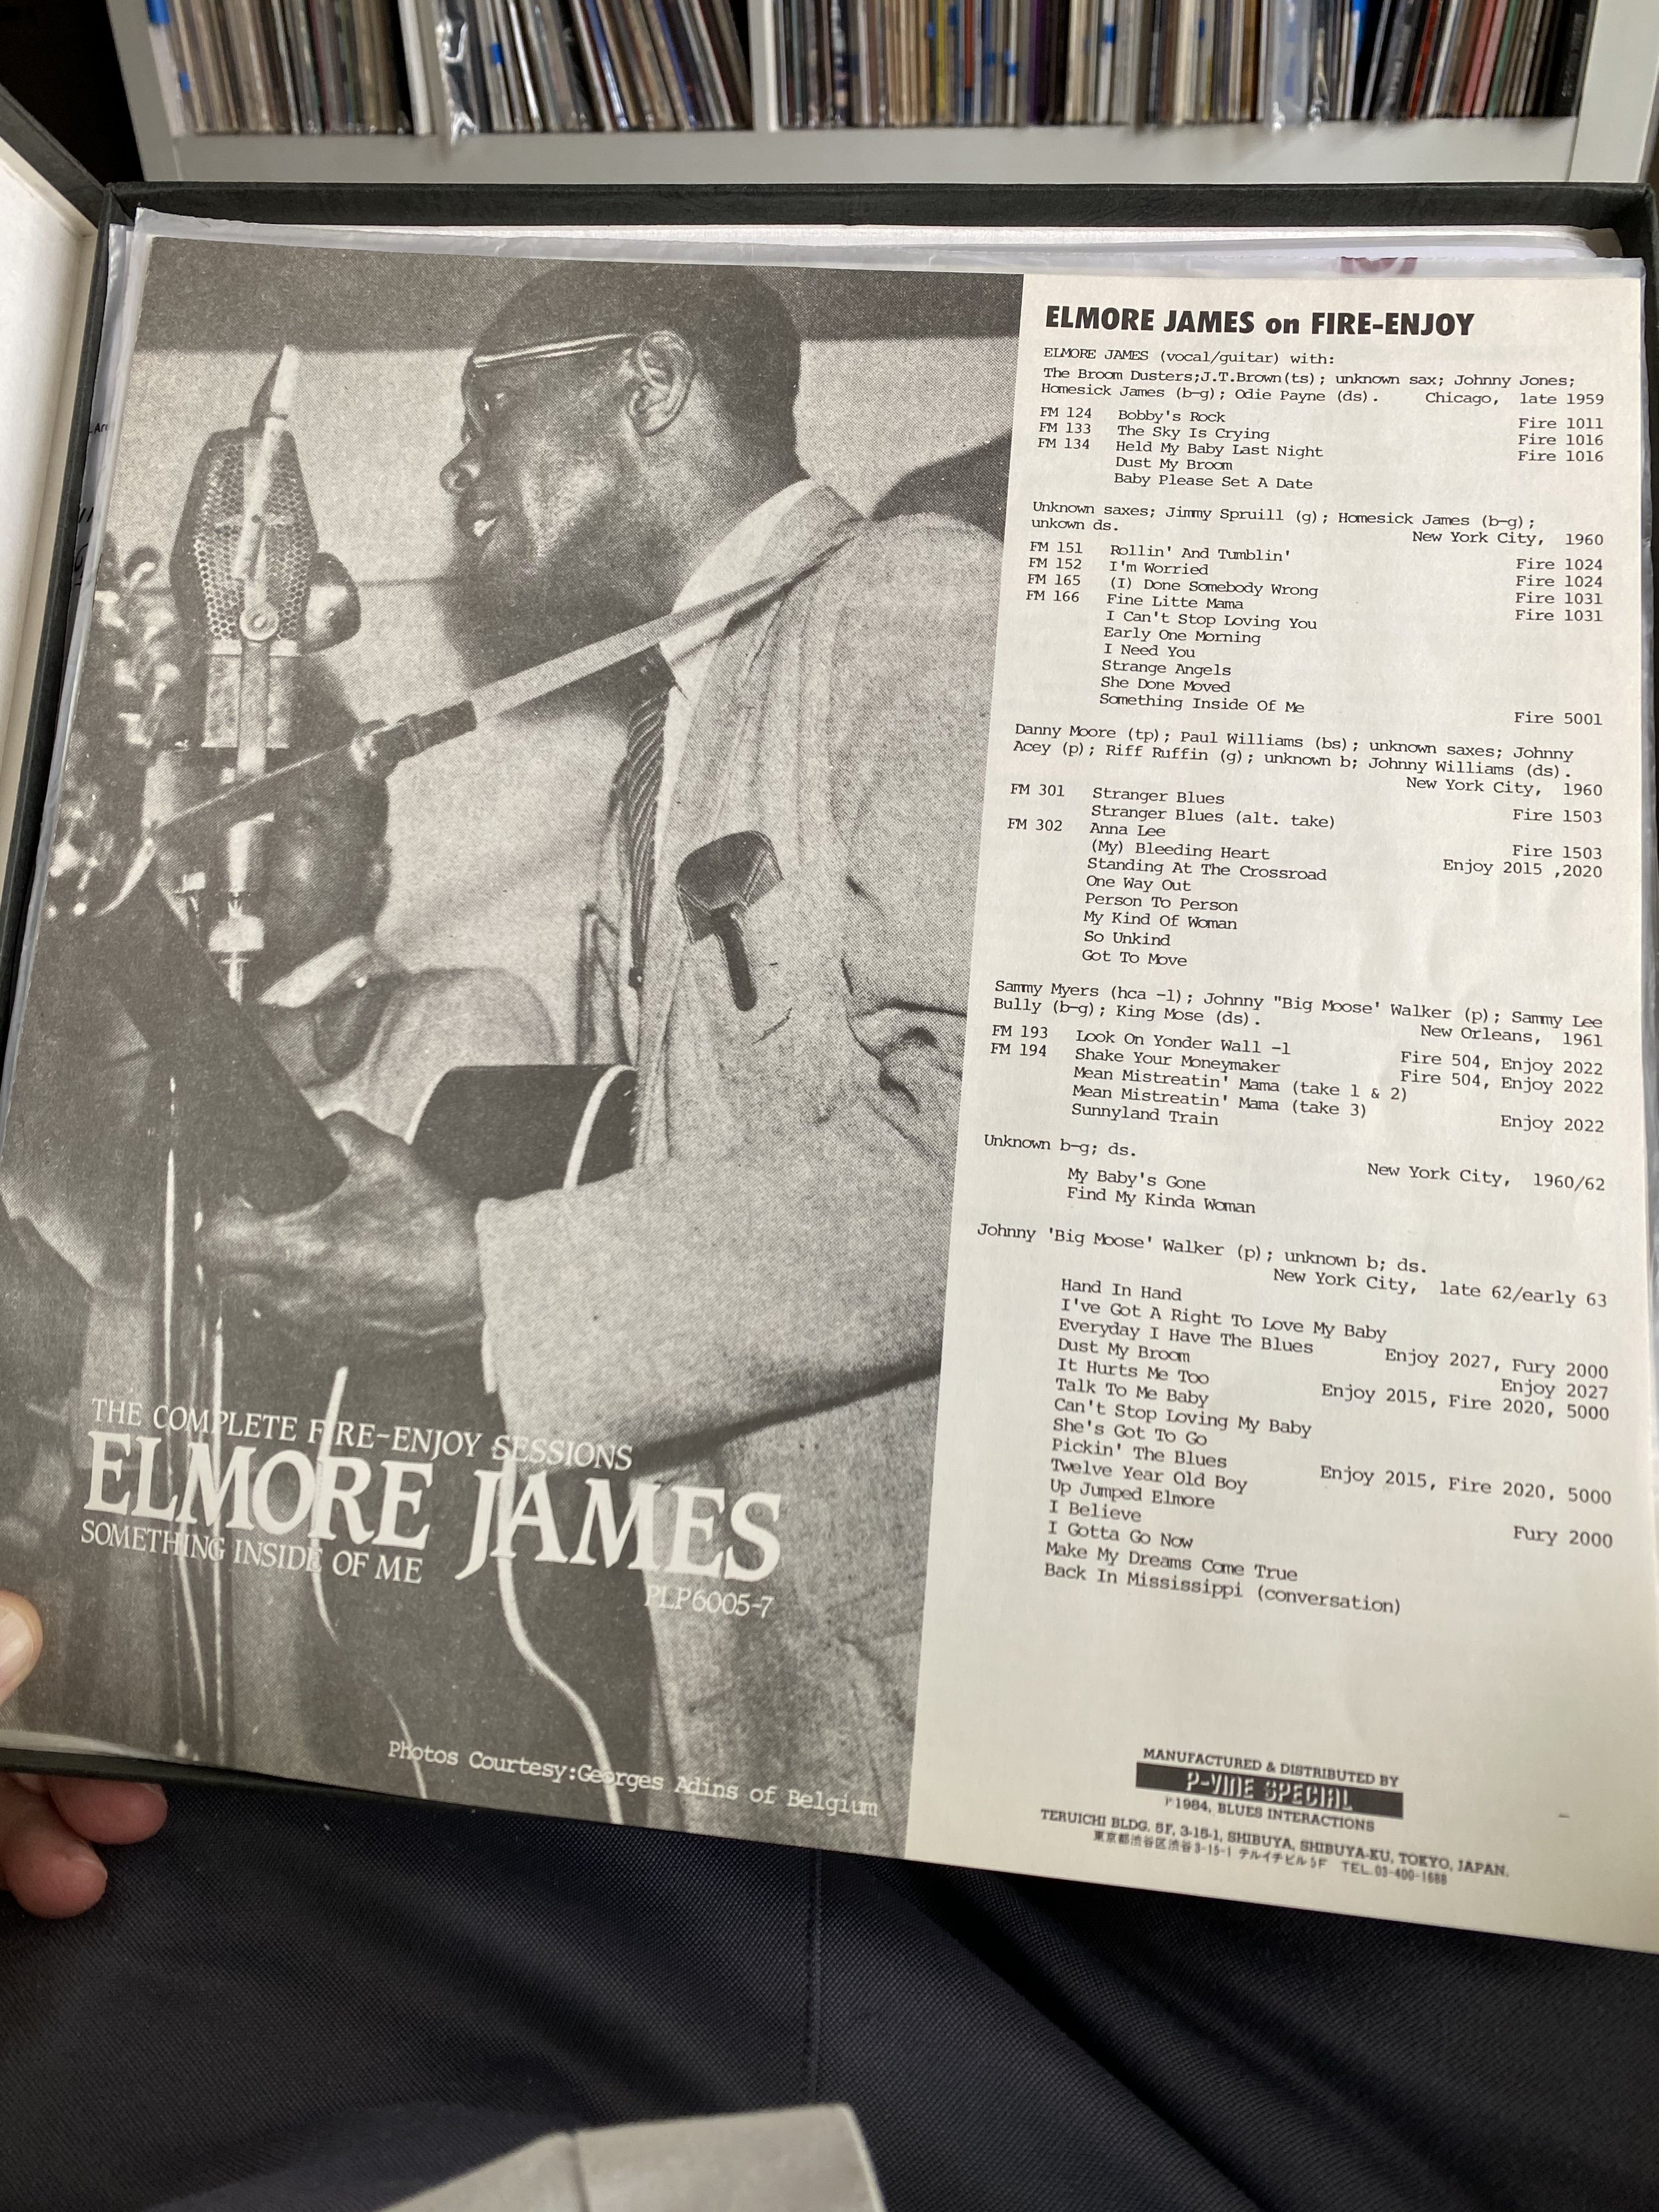 THE COMPLETE FIRE-ENJOY SESSIONS
ELMORE JAMES
SOMETHING INSIDE OF ME
PLP6005-7
Photos Courtesy:Georges Adins of Belgium
ELMORE JAMES on FIRE-ENJOY
ELMORE JAMES (vocal/guitar) with:
The Broom Dusters;J.T.Brown(ts); unknown sax; Johnny Jones;
Homesick James (b-g); Odie Payne (ds). Chicago, late 1959
FM 124 Bobby's Rock Fire 1011
FM 133 The Sky Is Crying Fire 1016
FM 134 Held My Baby Last Night Fire 1016
Dust My Broom
Baby Please Set A Date
Unknown saxes; Jimmy Spruill (g); Homesick James (b-g);
unkown ds. New York City, 1960
FM 151 Rollin' And Tumblin' Fire 1024
FM 152 I'm Worried Fire 1024
FM 165 (I) Done Somebody Wrong Fire 1031
FM 166 Fine Litte Mama Fire 1031
I Can't Stop Loving You
Early One Morning
I Need You
Strange Angels
She Done Moved
Something Inside Of Me Fire 5001
Danny Moore (tp); Paul Williams (bs); unknown saxes; Johnny
Acey (p); Riff Ruffin (g); unknown b; Johnny Williams (ds).
New York City, 1960
FM 301 Stranger Blues Fire 1503
Stranger Blues (alt. take)
FM 302 Anna Lee Fire 1503
(My) Bleeding Heart Enjoy 2015 ,2020
Standing At The Crossroad
One Way Out
Person To Person
My Kind Of Woman
So Unkind
Got To Move
Sammy Myers (hca -1); Johnny "Big Moose' Walker (p); Sammy Lee
Bully (b-g); King Mose (ds). New Orleans, 1961
FM 193 Look On Yonder Wall -1 Fire 504, Enjoy 2022
FM 194 Shake Your Moneymaker Fire 504, Enjoy 2022
Mean Mistreatin' Mama (take 1 & 2)
Mean Mistreatin' Mama (take 3) Enjoy 2022
Sunnyland Train
Unknown b-g; ds. New York City, 1960/62
My Baby's Gone
Find My Kinda Woman
Johnny 'Big Moose' Walker (p); unknown b; ds.
New York City, late 62/early 63
Hand In Hand
I've Got A Right To Love My Baby
Everyday I Have The Blues Enjoy 2027, Fury 2000
Dust My Broom Enjoy 2027
It Hurts Me Too Enjoy 2015, Fire 2020, 5000
Talk To Me Baby
Can't Stop Loving My Baby
She's Got To Go
Pickin' The Blues Enjoy 2015, Fire 2020, 5000
Twelve Year Old Boy
Up Jumped Elmore
I Believe Fury 2000
I Gotta Go Now
Make My Dreams Come True
Back In Mississippi (conversation)
MANUFACTURED & DISTRIBUTED BY
P-VINE SPECIAL
℗1984, BLUES INTERACTIONS
TERUICHI BLDG. 5F, 3-15-1, SHIBUYA, SHIBUYA-KU, TOKYO, JAPAN.
東京都渋谷区渋谷3-15-1 テルイチビル5F TEL.03-400-1688